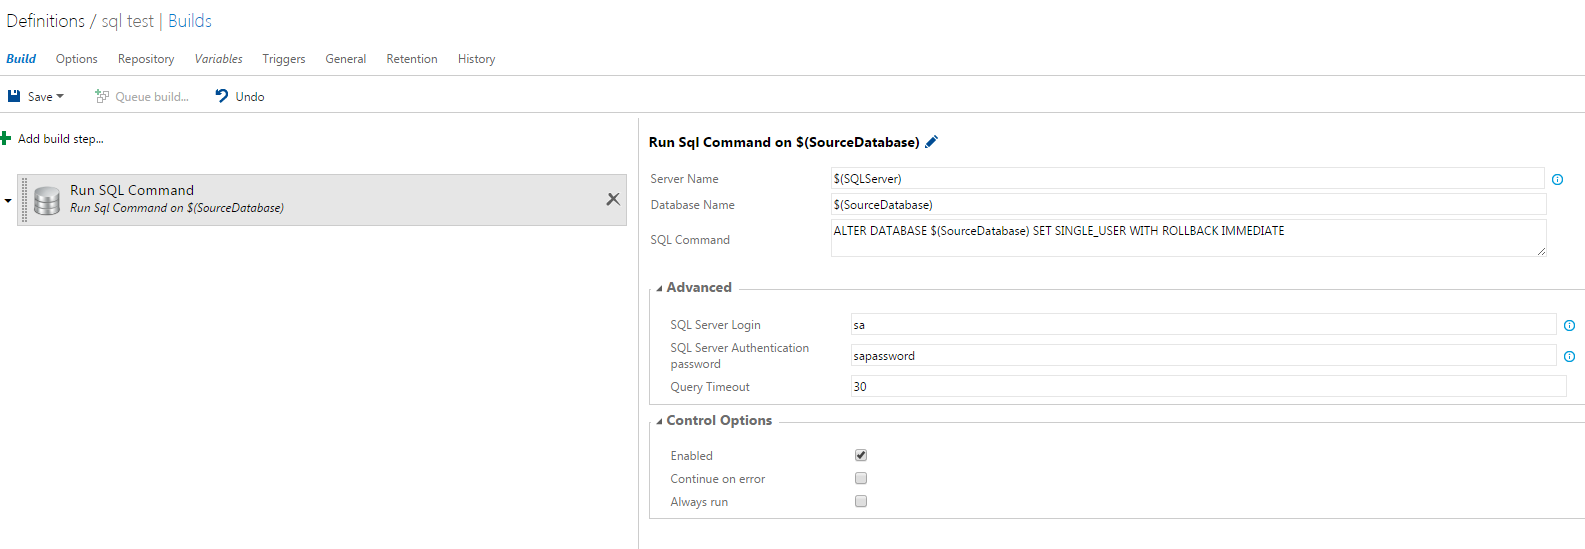 Definitions / sql test | Builds
Build Options Repository Variables Triggers General Retention History
Save Queue build... Undo
Add build step...
Run SQL Command
Run Sql Command on $(SourceDatabase)
Run Sql Command on $(SourceDatabase)
Server Name $(SQLServer)
Database Name $(SourceDatabase)
SQL Command ALTER DATABASE $(SourceDatabase) SET SINGLE_USER WITH ROLLBACK IMMEDIATE
Advanced
SQL Server Login sa
SQL Server Authentication
password sapassword
Query Timeout 30
Control Options
Enabled
Continue on error
Always run